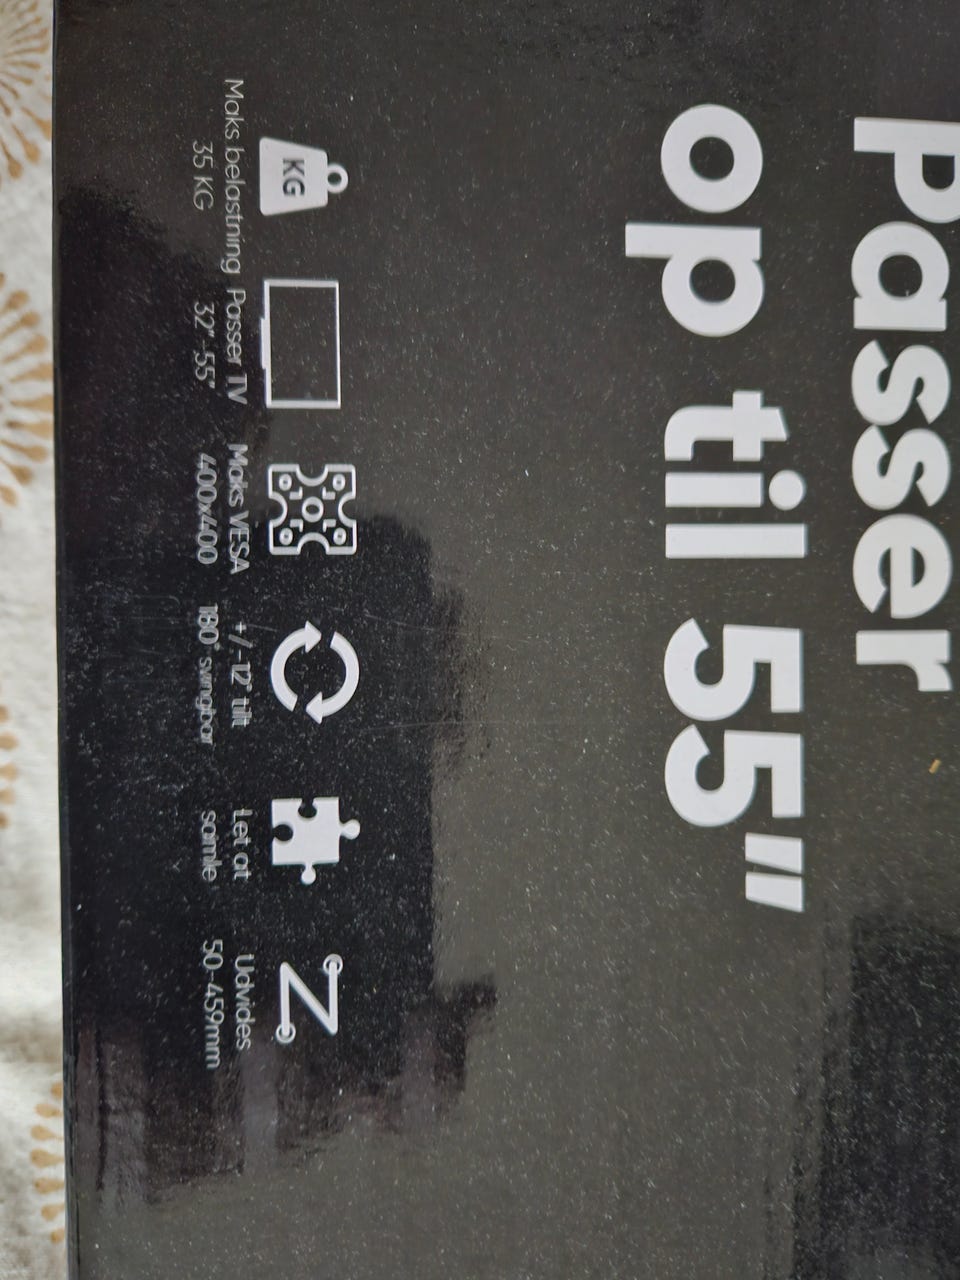 Passer
op til 55"
KG
Maks belastning
35 KG
Passer TV
32"-55"
Maks VESA
400x400
+/-12° tilt
180° svingbar
Let at
samle
Udvides
50-459mm